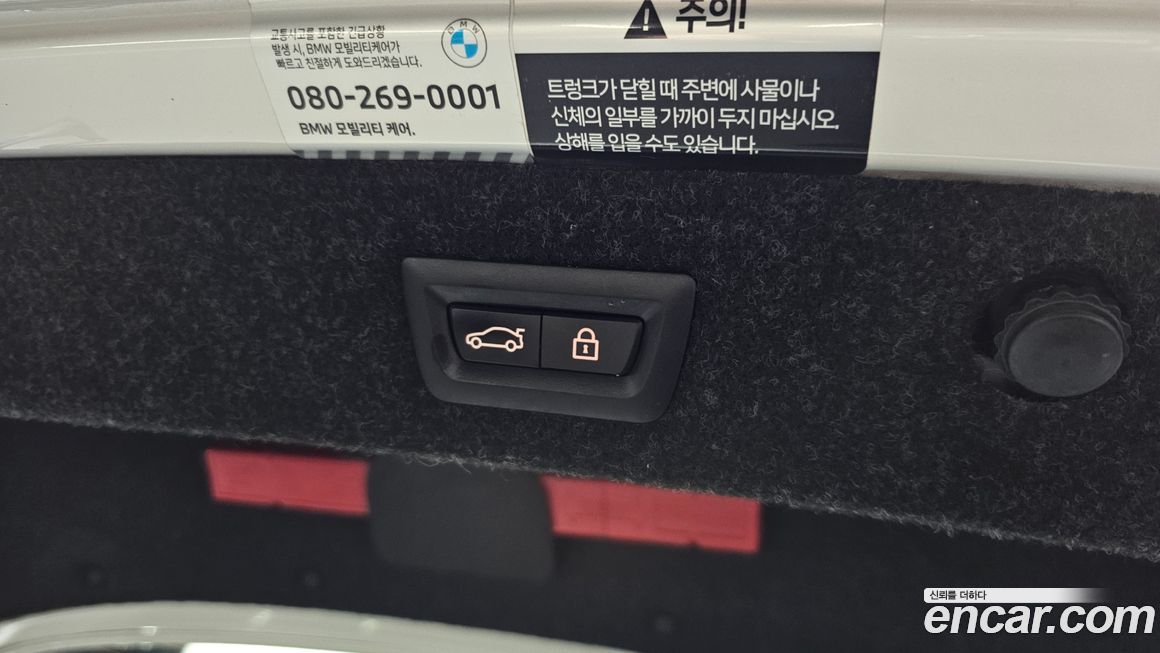 교통사고를 포함한 긴급상황
발생 시, BMW 모빌리티케어가
빠르고 친절하게 도와드리겠습니다.
080-269-0001
BMW 모빌리티 케어.
BMW
주의!
트렁크가 닫힐 때 주변에 사물이나
신체의 일부를 가까이 두지 마십시오.
상해를 입을 수도 있습니다.
신뢰를 더하다
encar.com